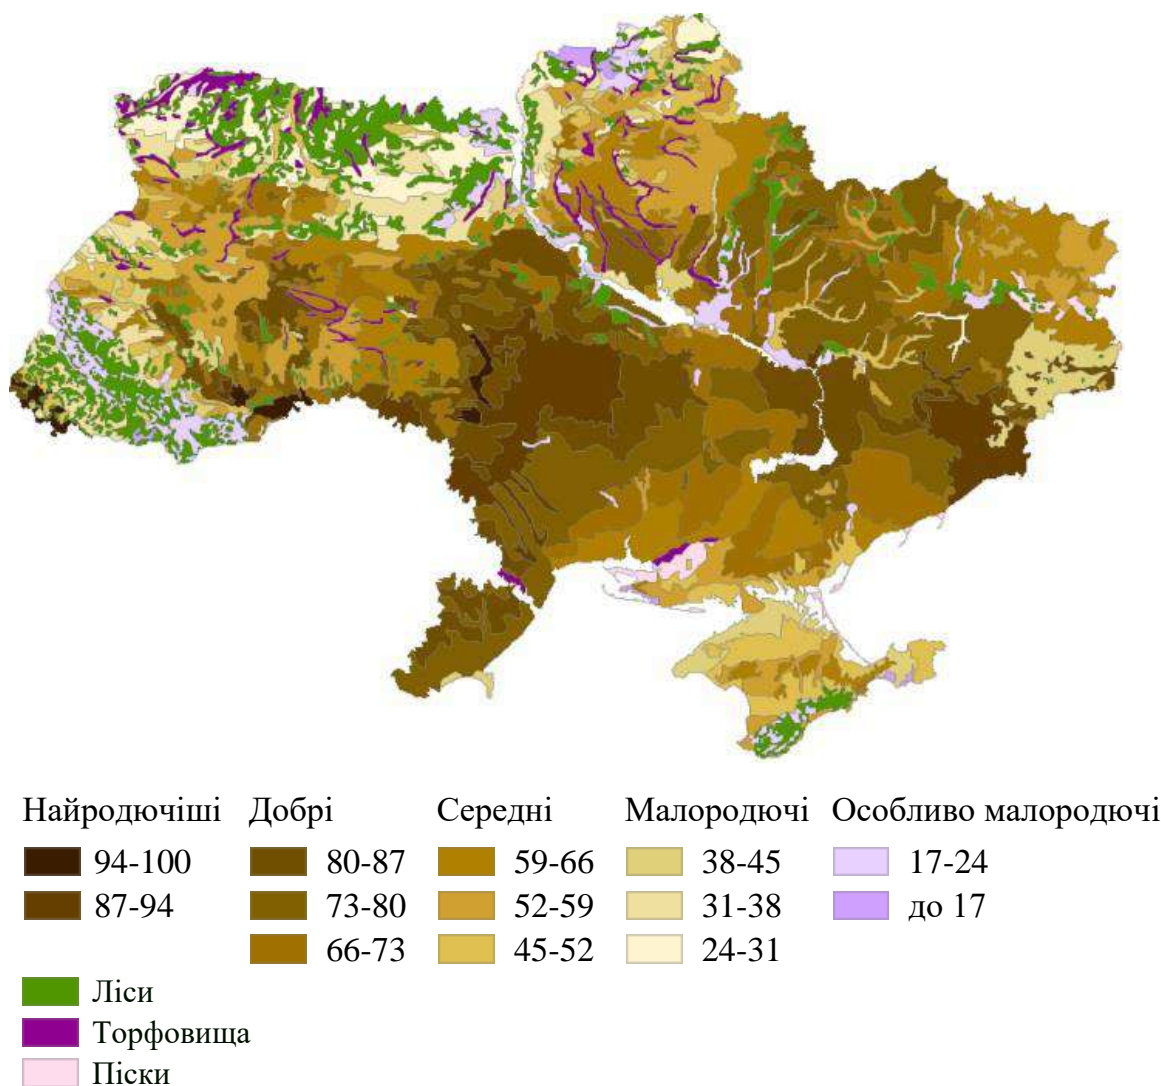 Найродючіші Добрі Середні Малородючі Особливо малородючі
94-100 80-87 59-66 38-45 17-24
87-94 73-80 52-59 31-38 до 17
66-73 45-52 24-31
Ліси
Торфовища
Піски